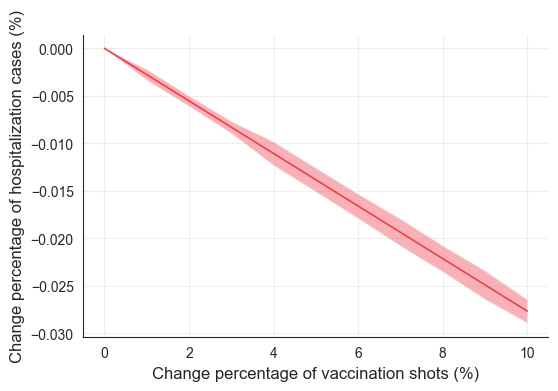 Change percentage of hospitalization cases (%)
0.000
−0.005
−0.010
−0.015
−0.020
−0.025
−0.030
0 2 4 6 8 10
Change percentage of vaccination shots (%)